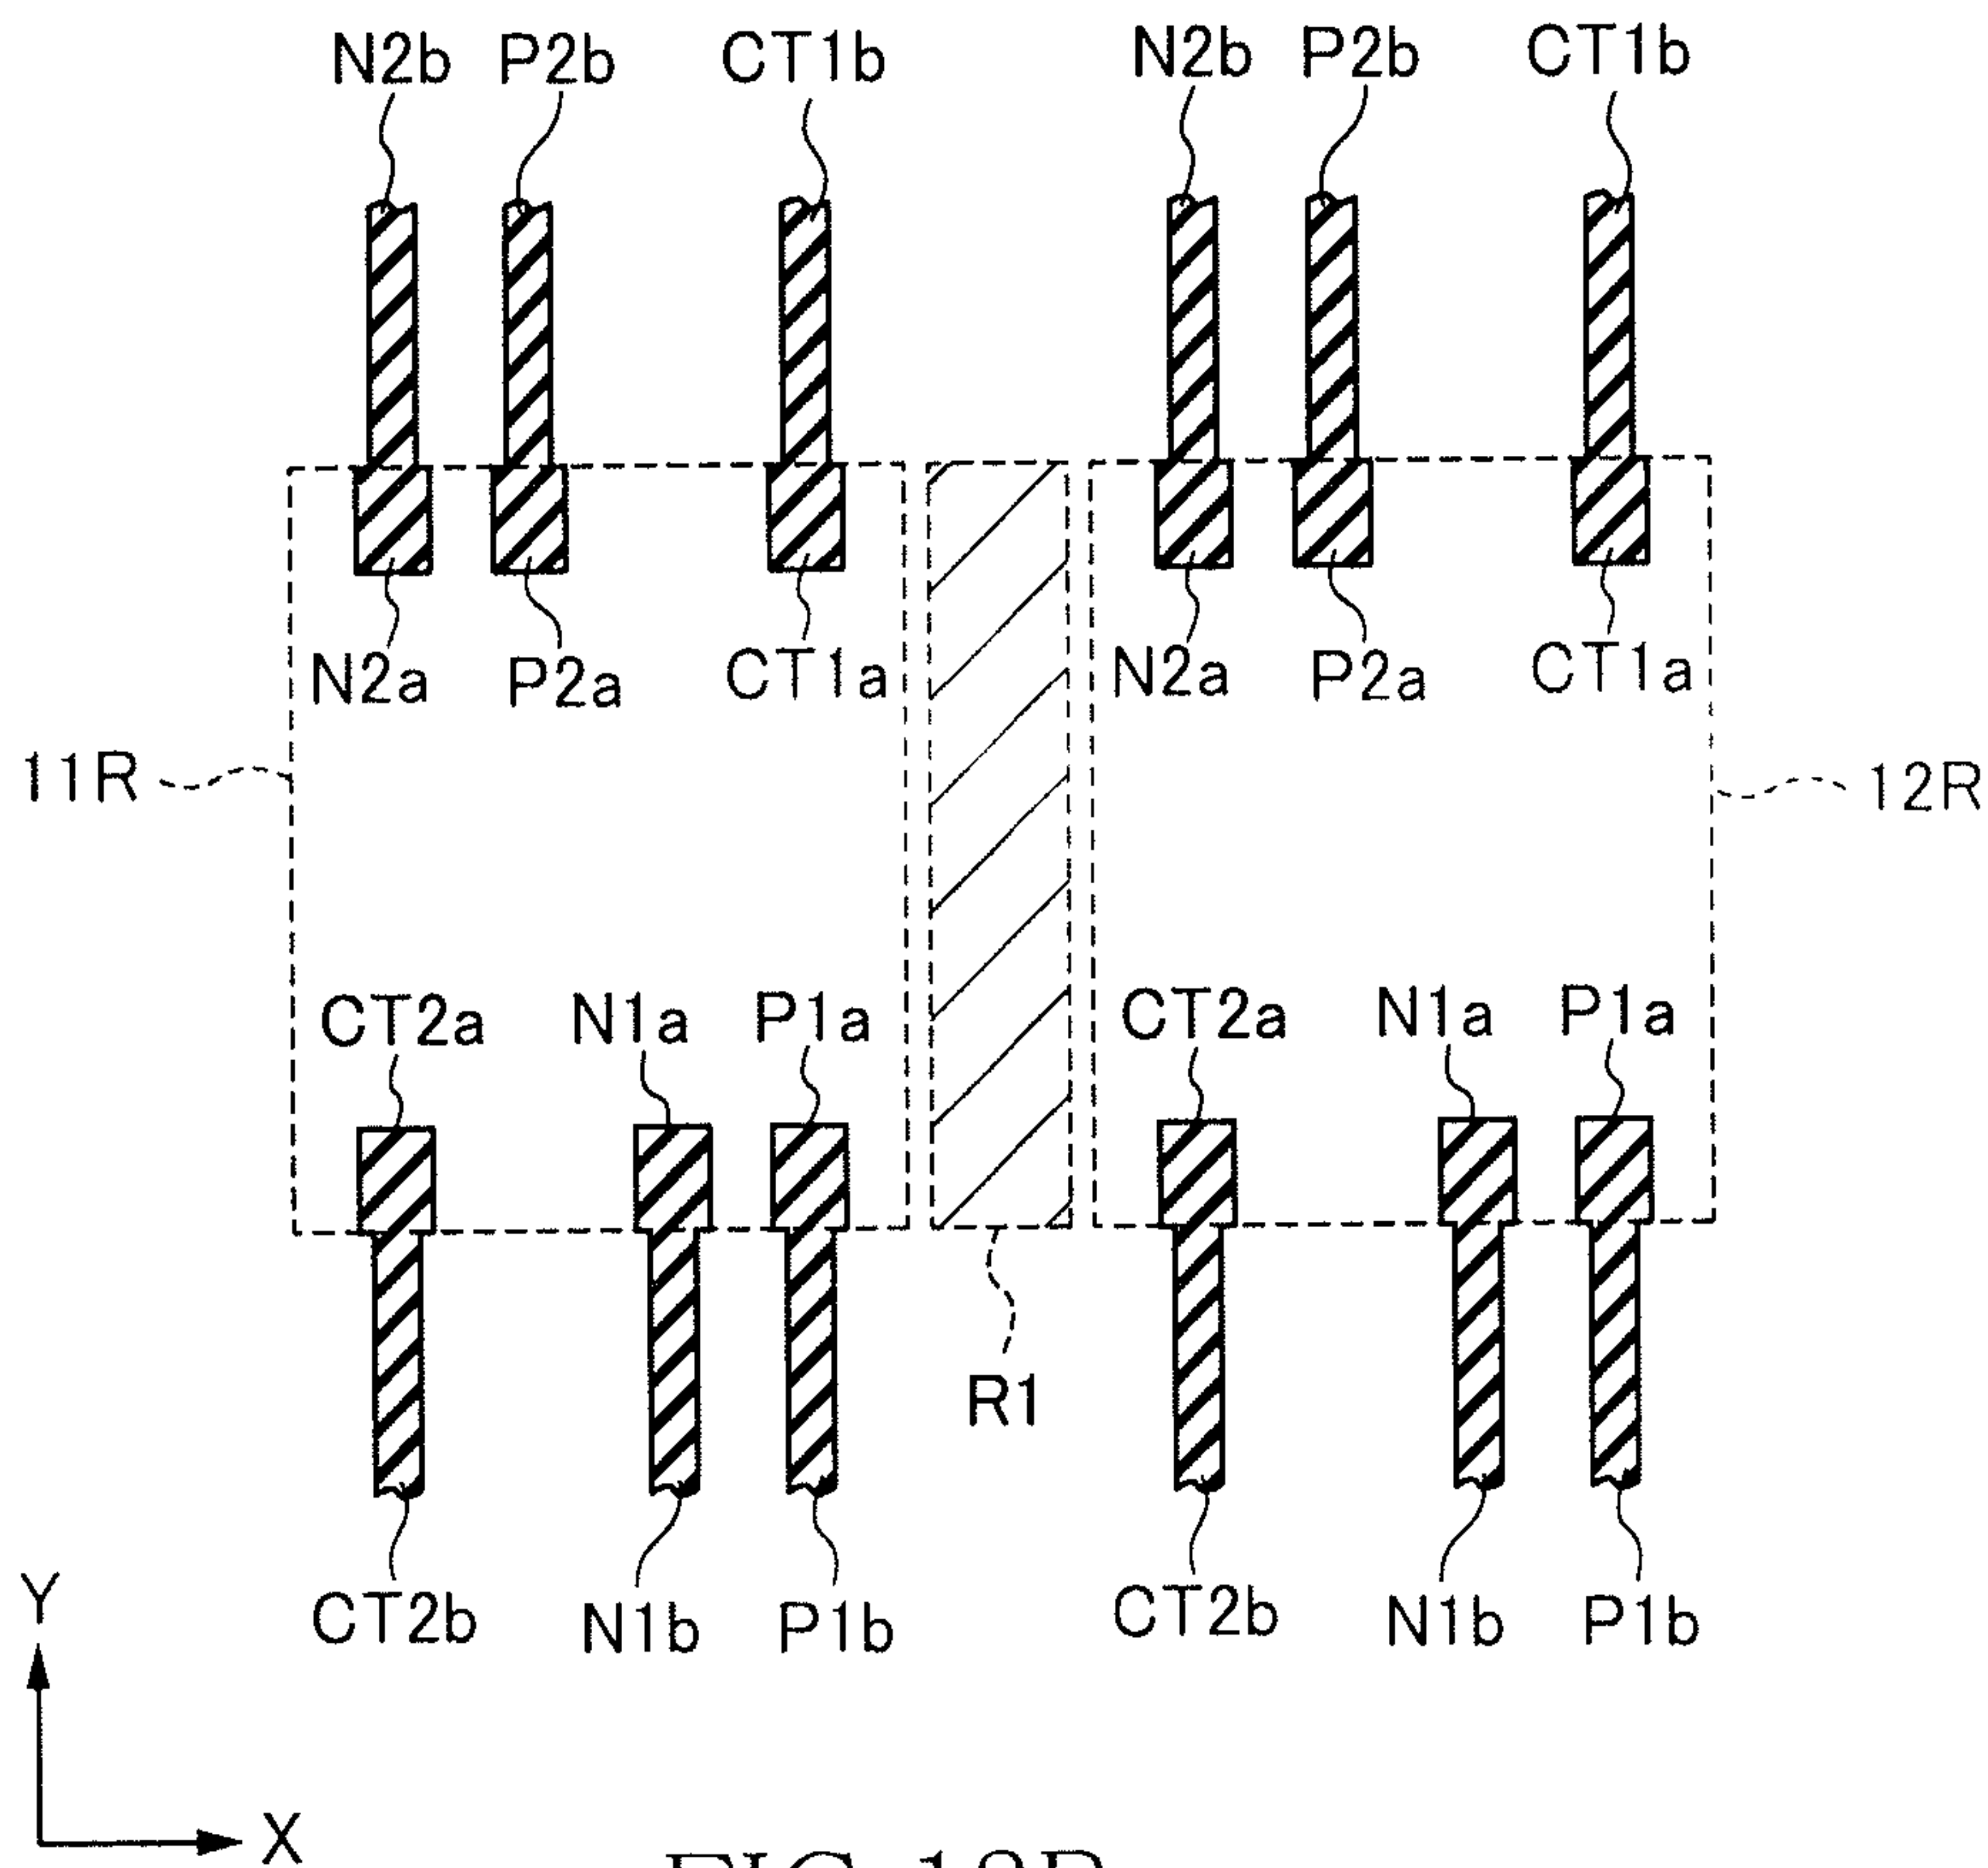 N2b P2b CT1b N2b P2b CT1b
N2a P2a CT1a N2a P2a CT1a
11R 12R
CT2a N1a P1a CT2a N1a P1a
R1
CT2b N1b P1b CT2b N1b P1b
Y
X